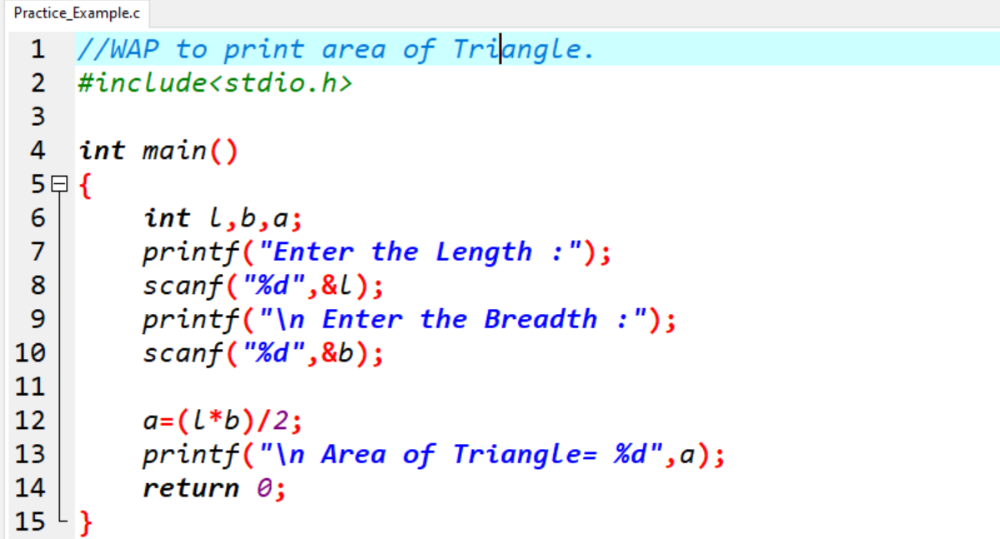 Practice_Example.c
1 //WAP to print area of Triangle.
2 #include<stdio.h>
3
4 int main()
5 {
6 int l,b,a;
7 printf("Enter the Length :");
8 scanf("%d",&l);
9 printf("\n Enter the Breadth :");
10 scanf("%d",&b);
11
12 a=(l*b)/2;
13 printf("\n Area of Triangle= %d",a);
14 return 0;
15 }